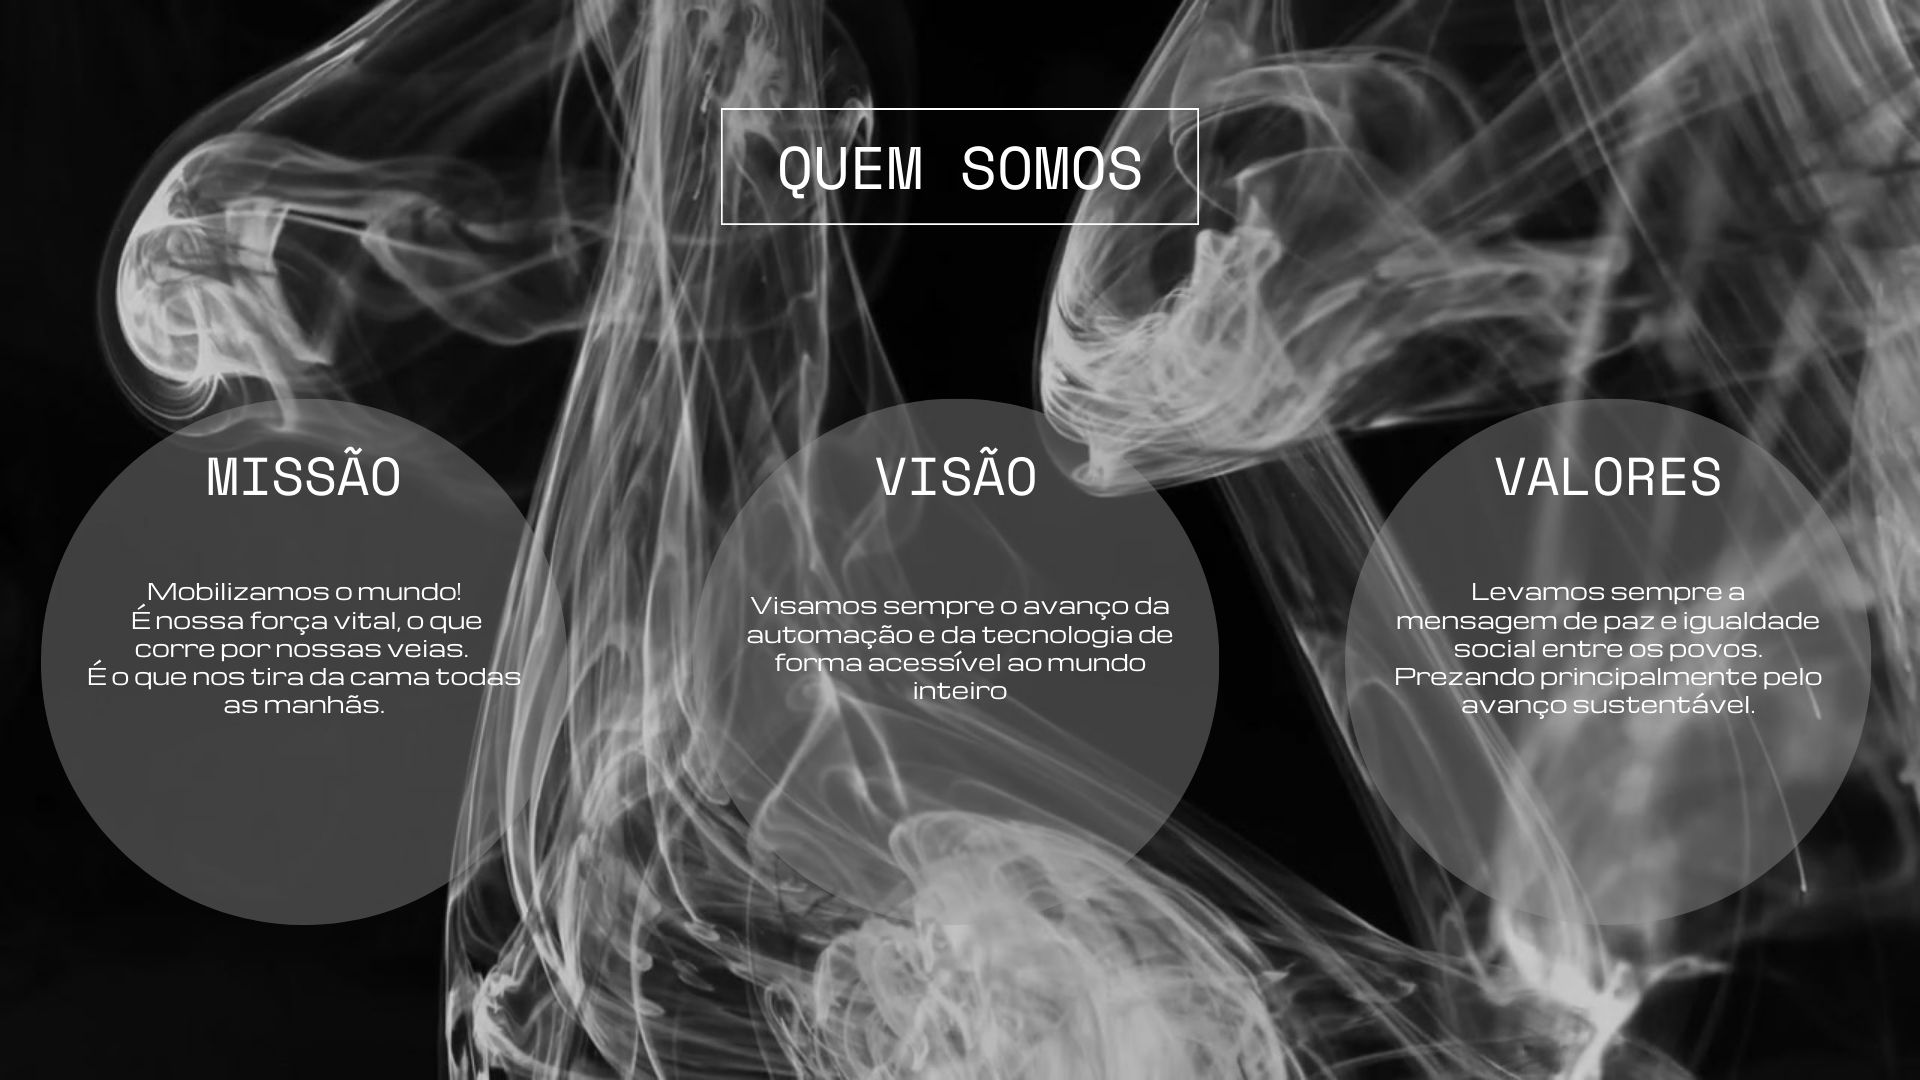 QUEM SOMOS
MISSÃO
Mobilizamos o mundo!
É nossa força vital, o que
corre por nossas veias.
É o que nos tira da cama todas
as manhãs.
VISÃO
Visamos sempre o avanço da
automação e da tecnologia de
forma acessível ao mundo
inteiro
VALORES
Levamos sempre a
mensagem de paz e igualdade
social entre os povos.
Prezando principalmente pelo
avanço sustentável.